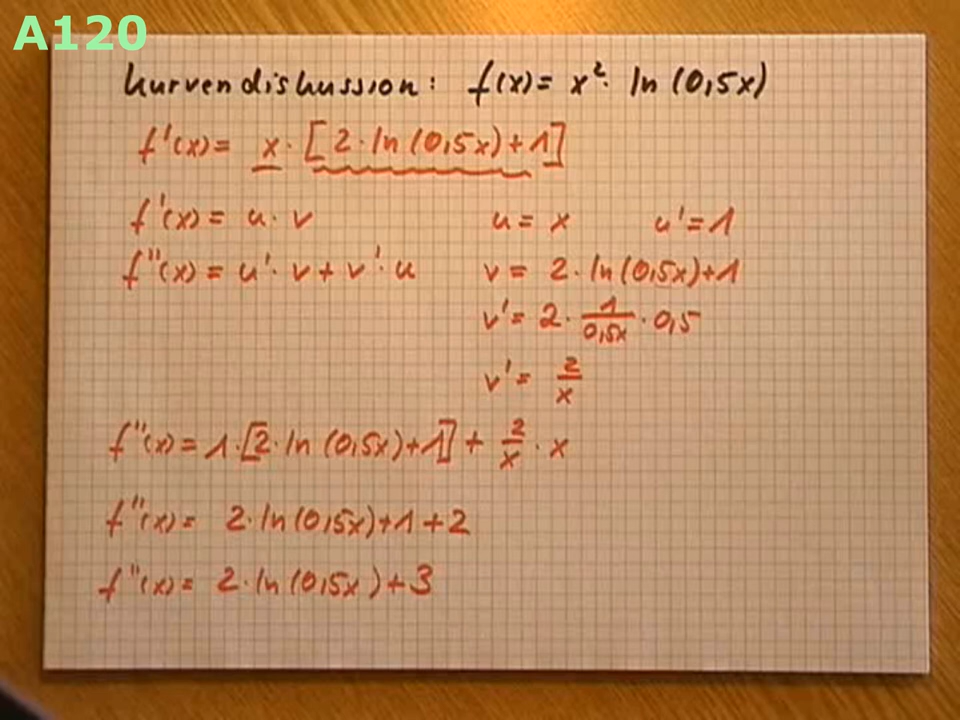 A120
Kurvendiskussion: f(x) = x²· ln (0,5x)
f'(x) = x · [2 · ln (0,5x) + 1]
f'(x) = u · v u = x u' = 1
f''(x) = u' · v + v' · u v = 2 · ln (0,5x) + 1
v' = 2 · 1/0,5x · 0,5
v' = 2/x
f''(x) = 1 · [2 · ln (0,5x) + 1] + 2/x · x
f''(x) = 2 · ln (0,5x) + 1 + 2
f''(x) = 2 · ln (0,5x) + 3